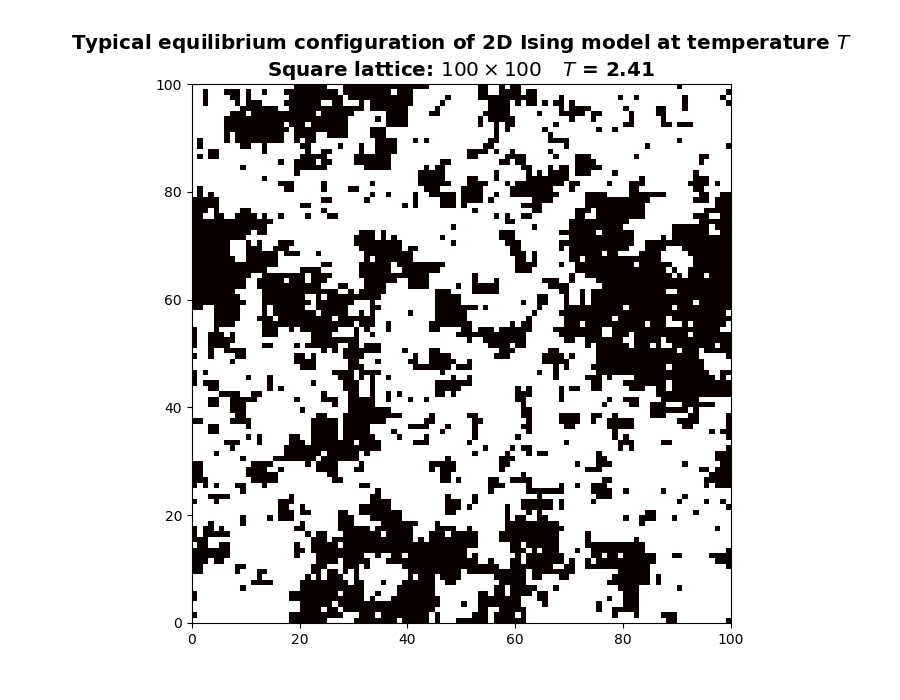 Typical equilibrium configuration of 2D Ising model at temperature T
Square lattice: 100 × 100 T = 2.41
100
80
60
40
20
0
0 20 40 60 80 100